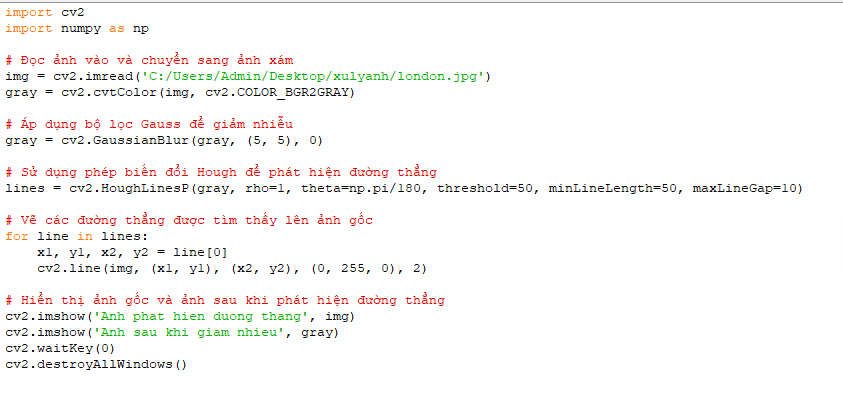 import cv2
import numpy as np
# Đọc ảnh vào và chuyển sang ảnh xám
img = cv2.imread('C:/Users/Admin/Desktop/xulyanh/london.jpg')
gray = cv2.cvtColor(img, cv2.COLOR_BGR2GRAY)
# Áp dụng bộ lọc Gauss để giảm nhiễu
gray = cv2.GaussianBlur(gray, (5, 5), 0)
# Sử dụng phép biến đổi Hough để phát hiện đường thẳng
lines = cv2.HoughLinesP(gray, rho=1, theta=np.pi/180, threshold=50, minLineLength=50, maxLineGap=10)
# Vẽ các đường thẳng được tìm thấy lên ảnh gốc
for line in lines:
    x1, y1, x2, y2 = line[0]
    cv2.line(img, (x1, y1), (x2, y2), (0, 255, 0), 2)
# Hiển thị ảnh gốc và ảnh sau khi phát hiện đường thẳng
cv2.imshow('Anh phat hien duong thang', img)
cv2.imshow('Anh sau khi giam nhieu', gray)
cv2.waitKey(0)
cv2.destroyAllWindows()